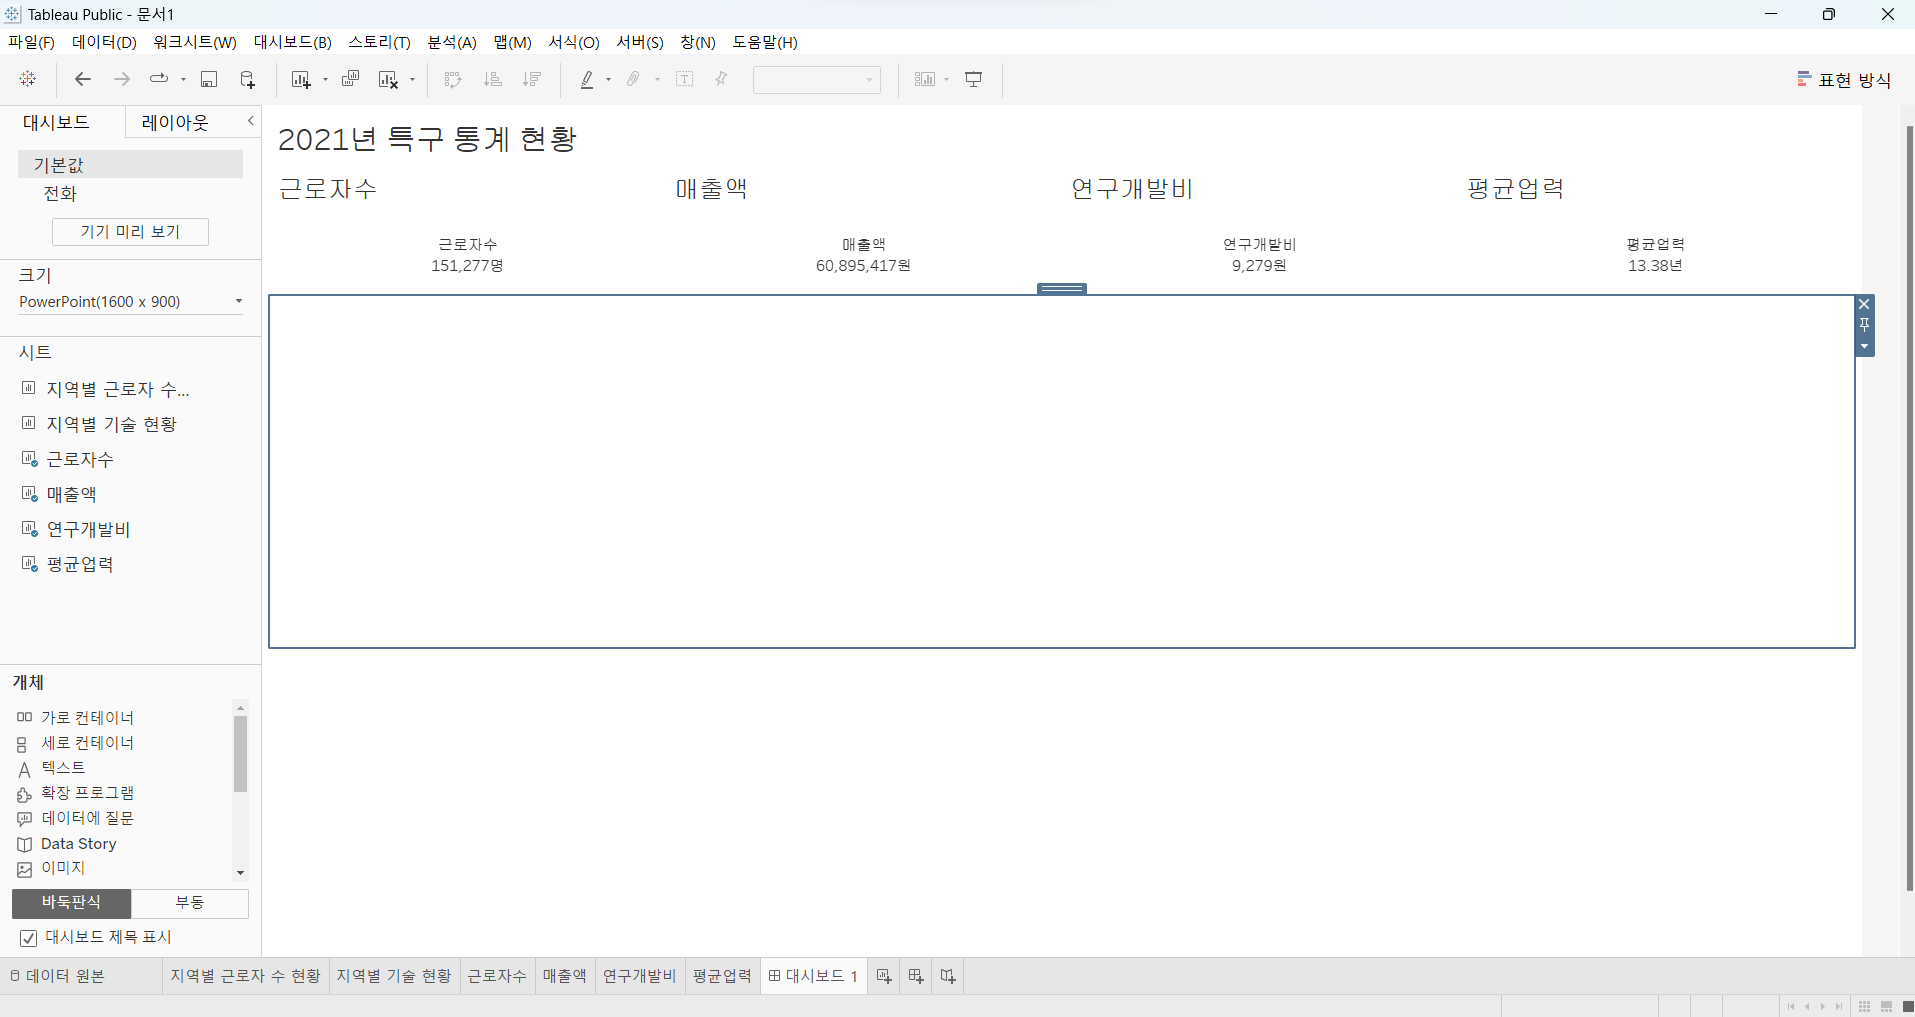 Tableau Public - 문서1
파일(F) 데이터(D) 워크시트(W) 대시보드(B) 스토리(T) 분석(A) 맵(M) 서식(O) 서버(S) 창(N) 도움말(H)
표현 방식
대시보드 레이아웃
기본값
전화
기기 미리 보기
크기
PowerPoint(1600 x 900)
시트
지역별 근로자 수...
지역별 기술 현황
근로자수
매출액
연구개발비
평균업력
개체
가로 컨테이너
세로 컨테이너
텍스트
확장 프로그램
데이터에 질문
Data Story
이미지
바둑판식 부동
대시보드 제목 표시
2021년 특구 통계 현황
근로자수 매출액 연구개발비 평균업력
근로자수 매출액 연구개발비 평균업력
151,277명 60,895,417원 9,279원 13.38년
데이터 원본 지역별 근로자 수 현황 지역별 기술 현황 근로자수 매출액 연구개발비 평균업력 대시보드 1